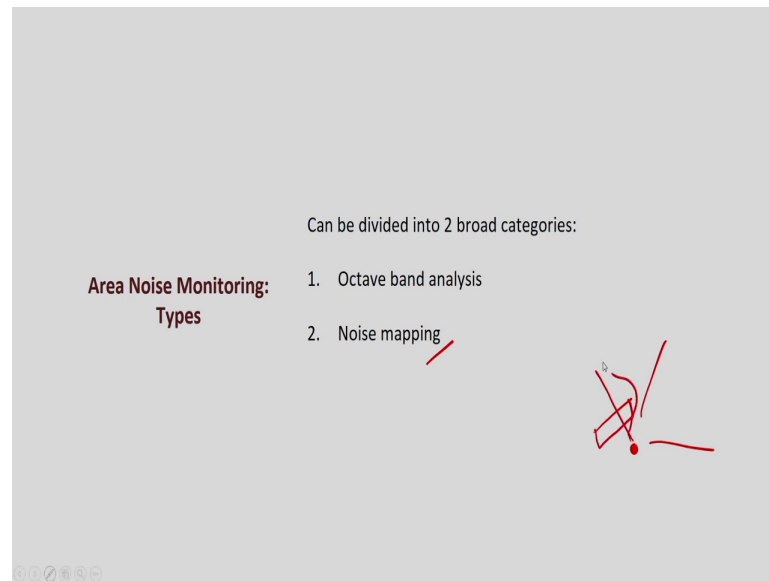 Area Noise Monitoring:
Types
Can be divided into 2 broad categories:
1. Octave band analysis
2. Noise mapping